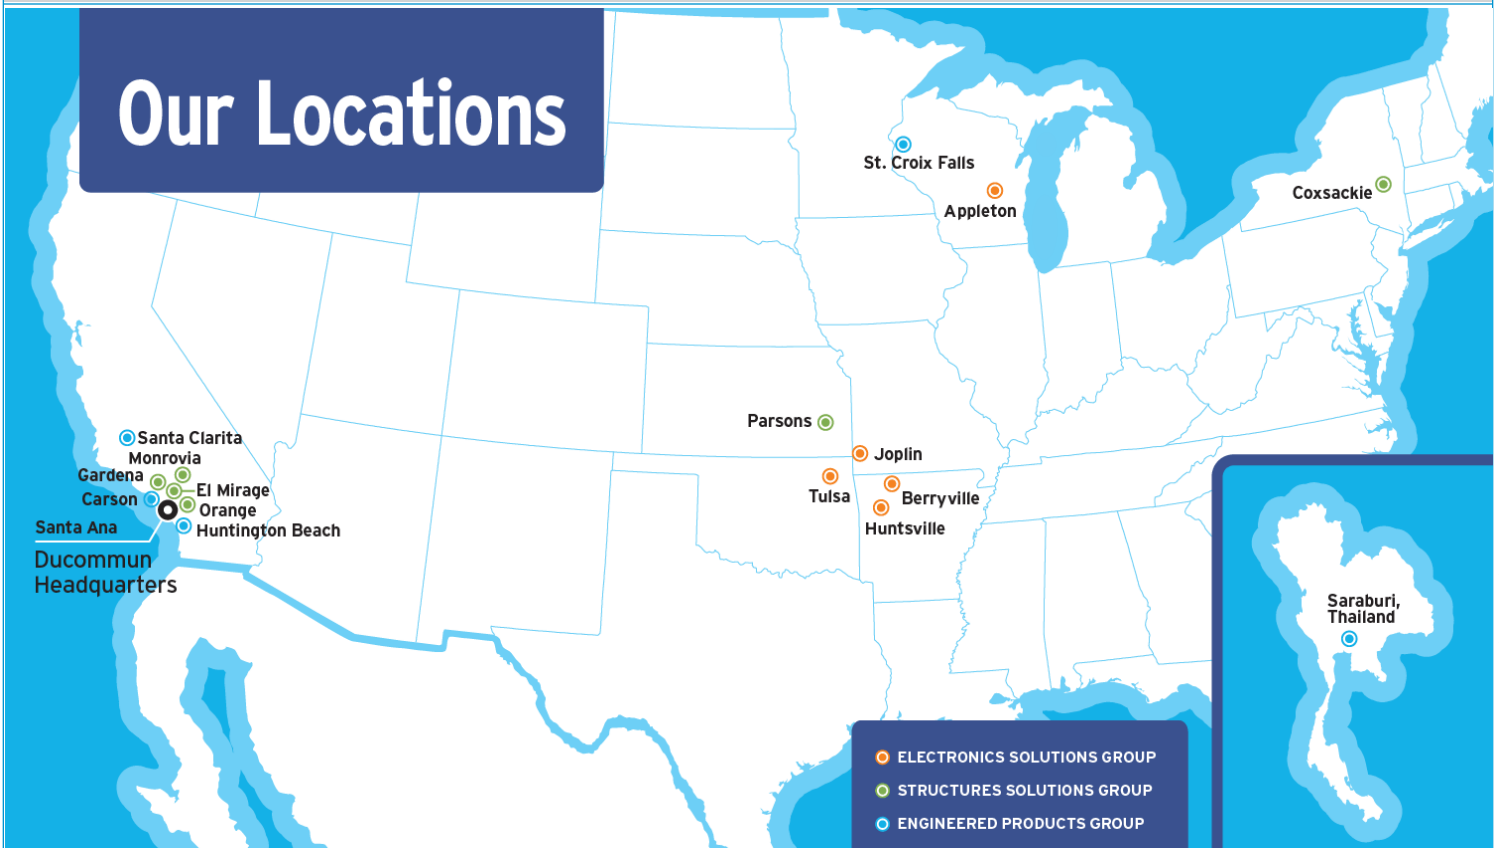 Our Locations
St. Croix Falls
Appleton
Coxsackie
Parsons
Joplin
Tulsa
Berryville
Huntsville
Santa Clarita
Monrovia
Gardena
El Mirage
Carson
Orange
Santa Ana
Huntington Beach
Ducommun
Headquarters
Saraburi,
Thailand
ELECTRONICS SOLUTIONS GROUP
STRUCTURES SOLUTIONS GROUP
ENGINEERED PRODUCTS GROUP